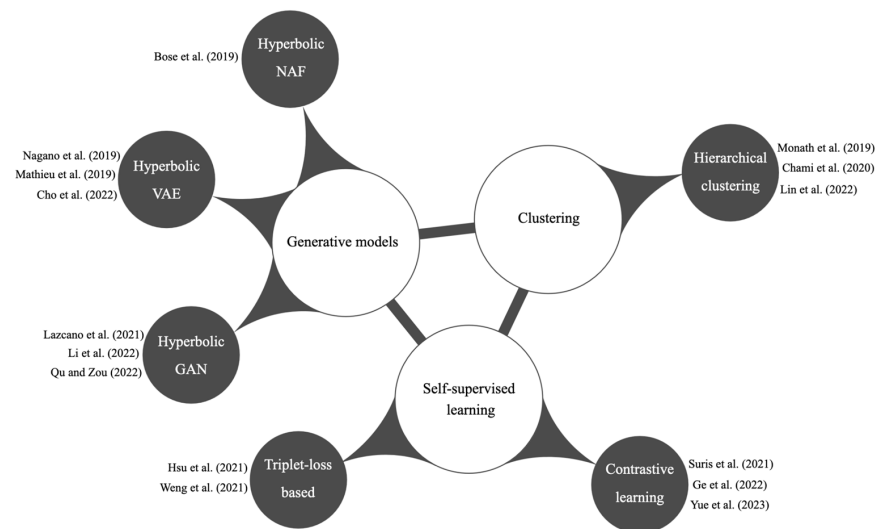 Bose et al. (2019)
Hyperbolic
NAF
Nagano et al. (2019)
Mathieu et al. (2019)
Cho et al. (2022)
Hyperbolic
VAE
Generative models
Clustering
Hierarchical
clustering
Monath et al. (2019)
Chami et al. (2020)
Lin et al. (2022)
Lazcano et al. (2021)
Li et al. (2022)
Qu and Zou (2022)
Hyperbolic
GAN
Self-supervised
learning
Hsu et al. (2021)
Weng et al. (2021)
Triplet-loss
based
Contrastive
learning
Suris et al. (2021)
Ge et al. (2022)
Yue et al. (2023)